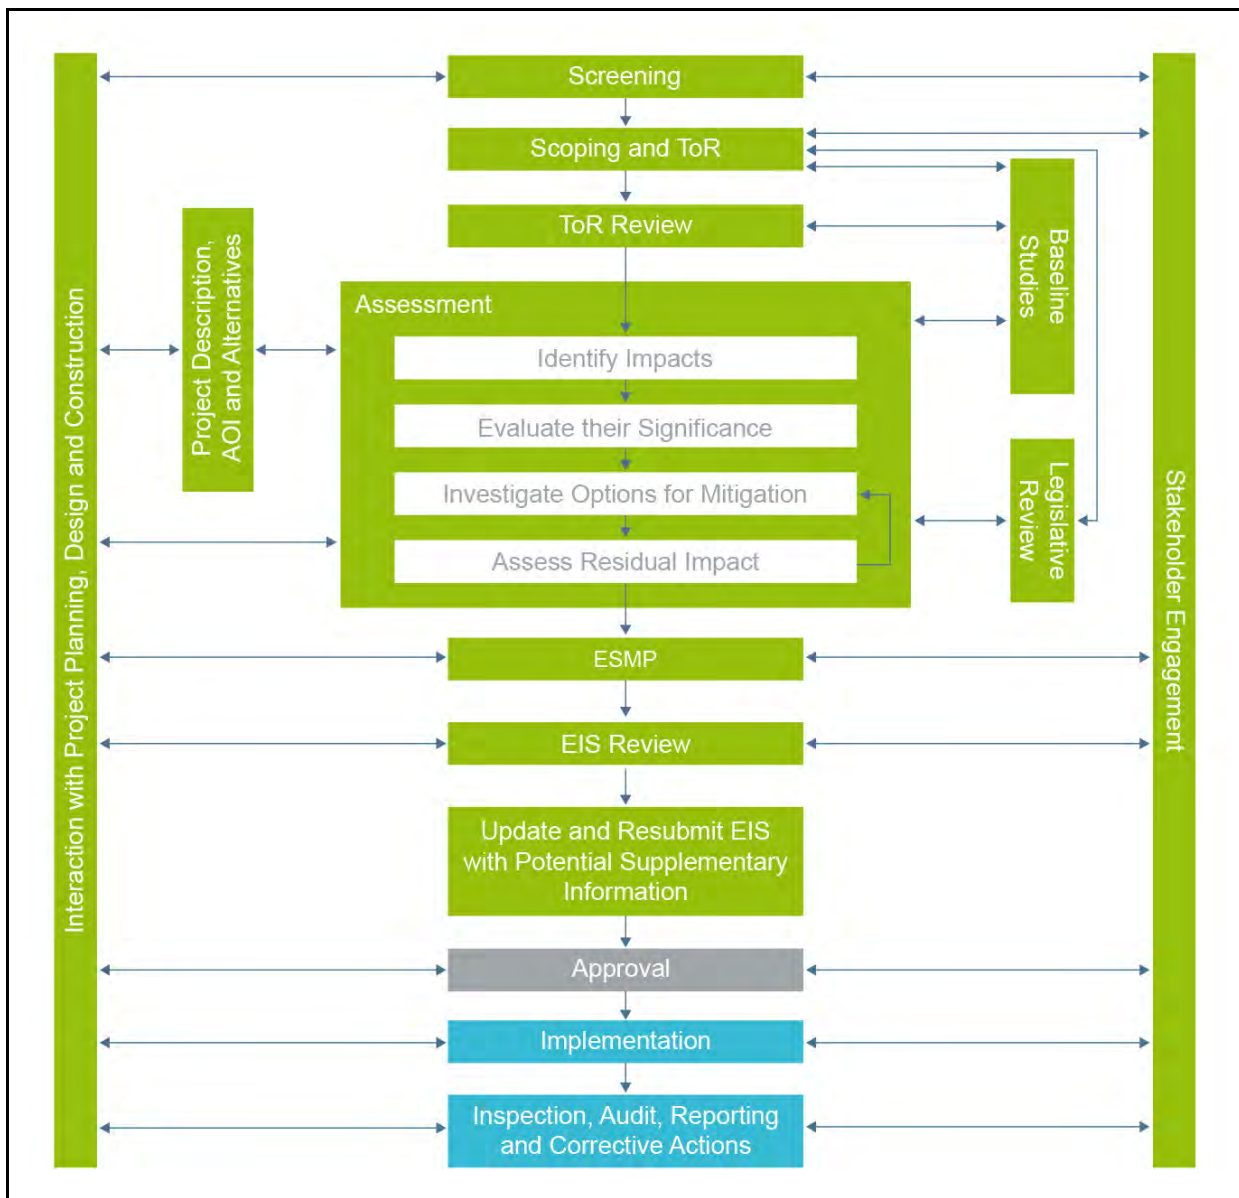 Screening
Scoping and ToR
ToR Review
Assessment
Identify Impacts
Evaluate their Significance
Investigate Options for Mitigation
Assess Residual Impact
ESMP
EIS Review
Update and Resubmit EIS
with Potential Supplementary
Information
Approval
Implementation
Inspection, Audit, Reporting
and Corrective Actions
Interaction with Project Planning, Design and Construction
Project Description,
AOI and Alternatives
Baseline
Studies
Legislative
Review
Stakeholder Engagement